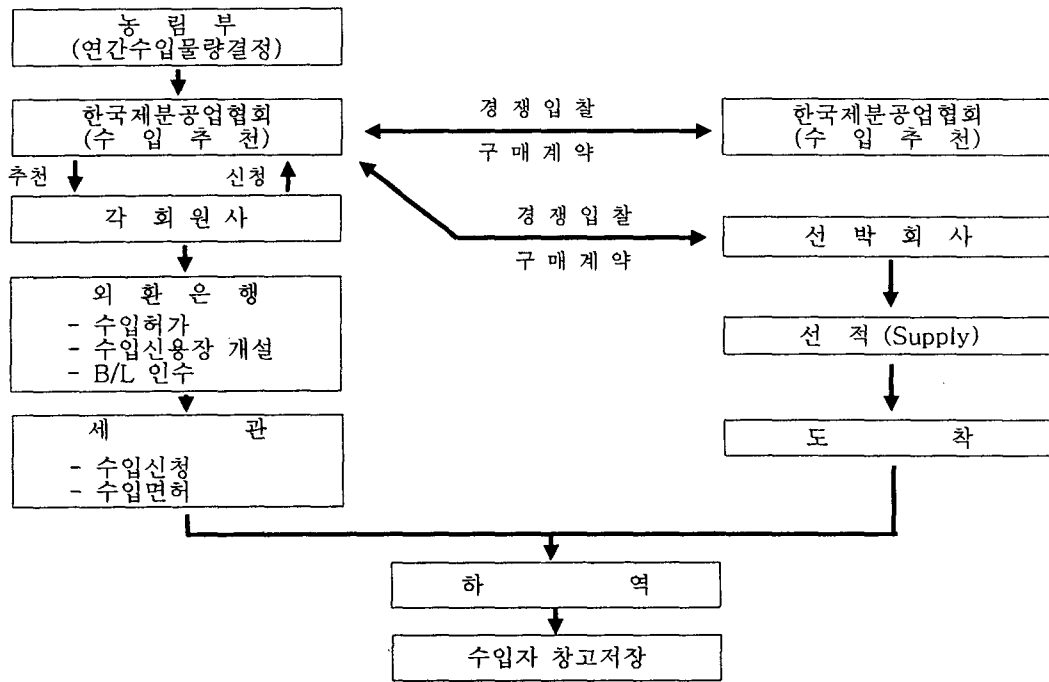 농 림 부
(연간수입물량결정)
한국제분공업협회
(수 입 추 천)
경 쟁 입 찰
구 매 계 약
한국제분공업협회
(수 입 추 천)
추천
신청
각 회 원 사
경 쟁 입 찰
구 매 계 약
선 박 회 사
외 환 은 행
- 수입허가
- 수입신용장 개설
- B/L 인수
선 적 (Supply)
세 관
- 수입신청
- 수입면허
도 착
하 역
수입자 창고저장